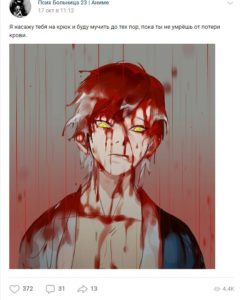 Псих Больница 23 | Аниме
17 окт в 11:12
Я насажу тебя на крюк и буду мучить до тех пор, пока ты не умрёшь от потери
крови.
372 31 13 4.4K